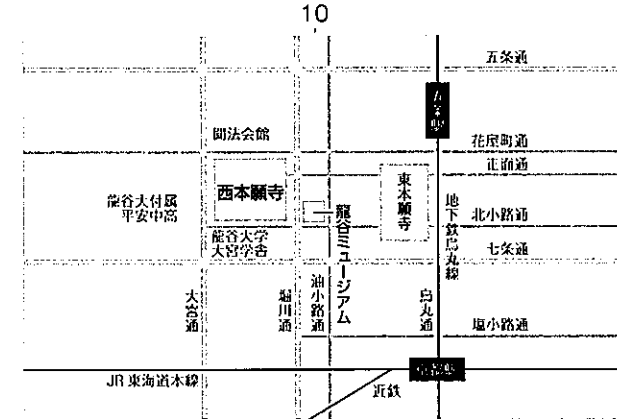 10
五条通
五条駅
聞法会館
花屋町通
正面通
西本願寺
東本願寺
龍谷大付属
平安中高
龍谷ミュージアム
地下鉄烏丸線
北小路通
龍谷大学
大宮学舎
七条通
大宮通
堀川通
油小路通
烏丸通
塩小路通
京都駅
JR東海道本線
近鉄